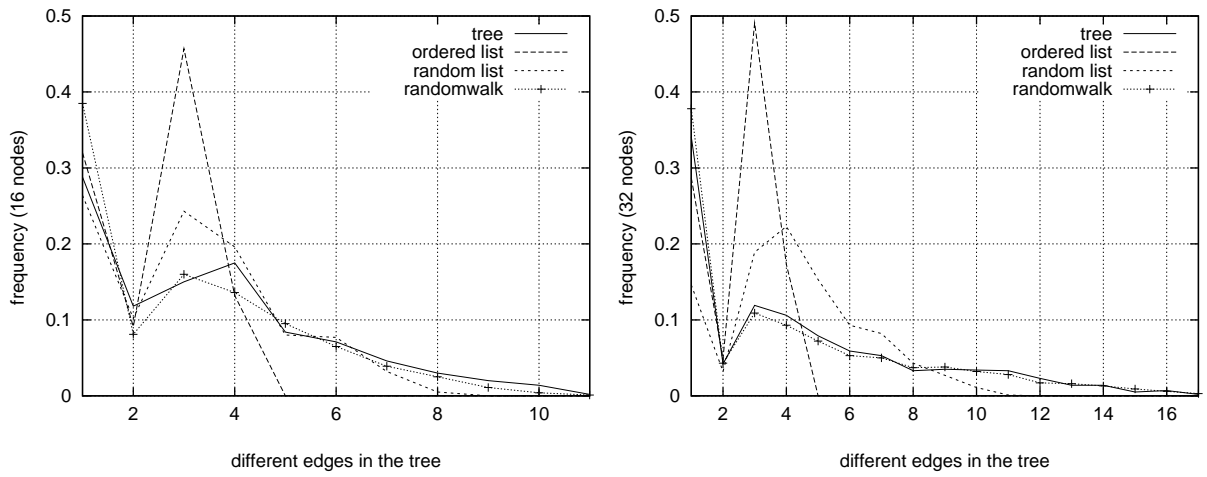 0.5
0.4
0.3
0.2
0.1
0
2
4
6
8
10
frequency (16 nodes)
different edges in the tree
tree
ordered list
random list
randomwalk
0.5
0.4
0.3
0.2
0.1
0
2
4
6
8
10
12
14
16
frequency (32 nodes)
different edges in the tree
tree
ordered list
random list
randomwalk